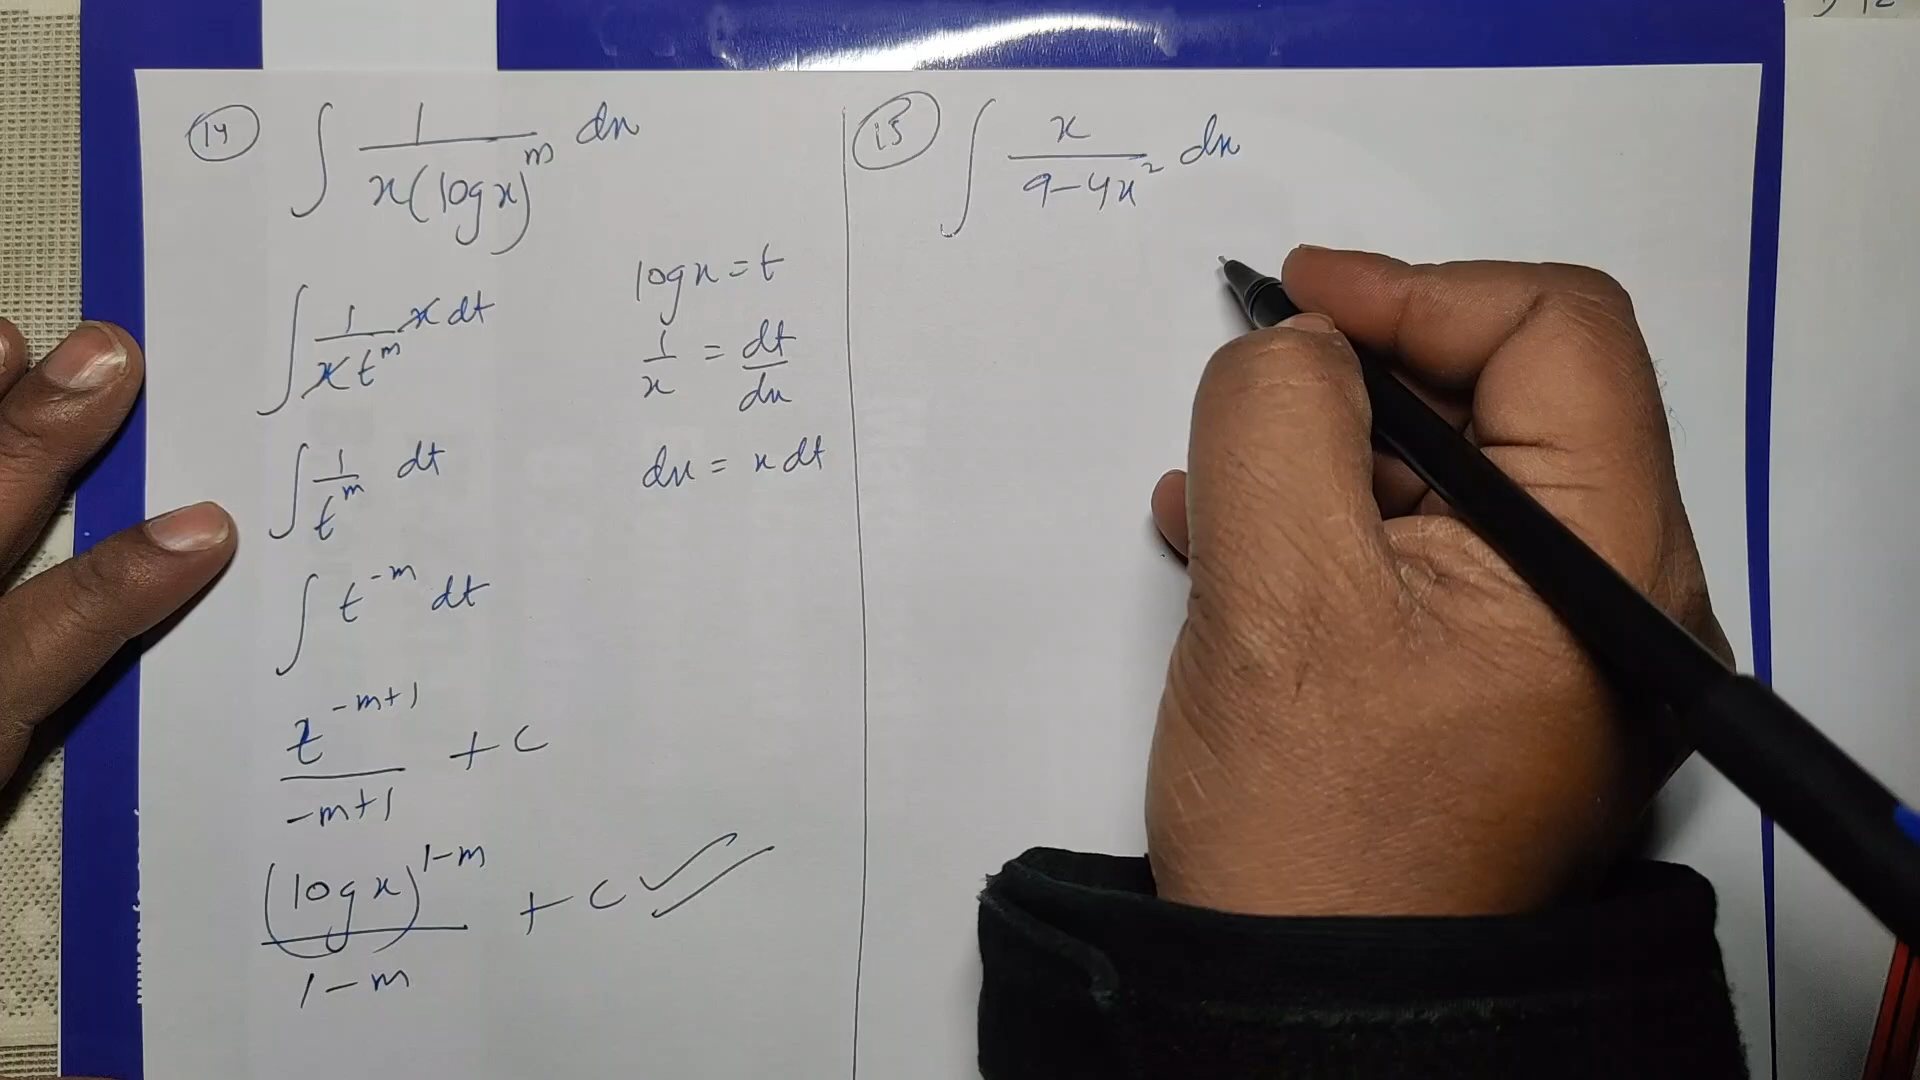 14 ∫ 1/(x(log x)^m) dx
∫ 1/(x t^m) x dt
log x = t
1/x = dt/dx
∫ 1/t^m dt
dx = x dt
∫ t^-m dt
t^-m+1/-m+1 + c
(log x)^1-m/1-m + c
15 ∫ x/(9-4x²) dx